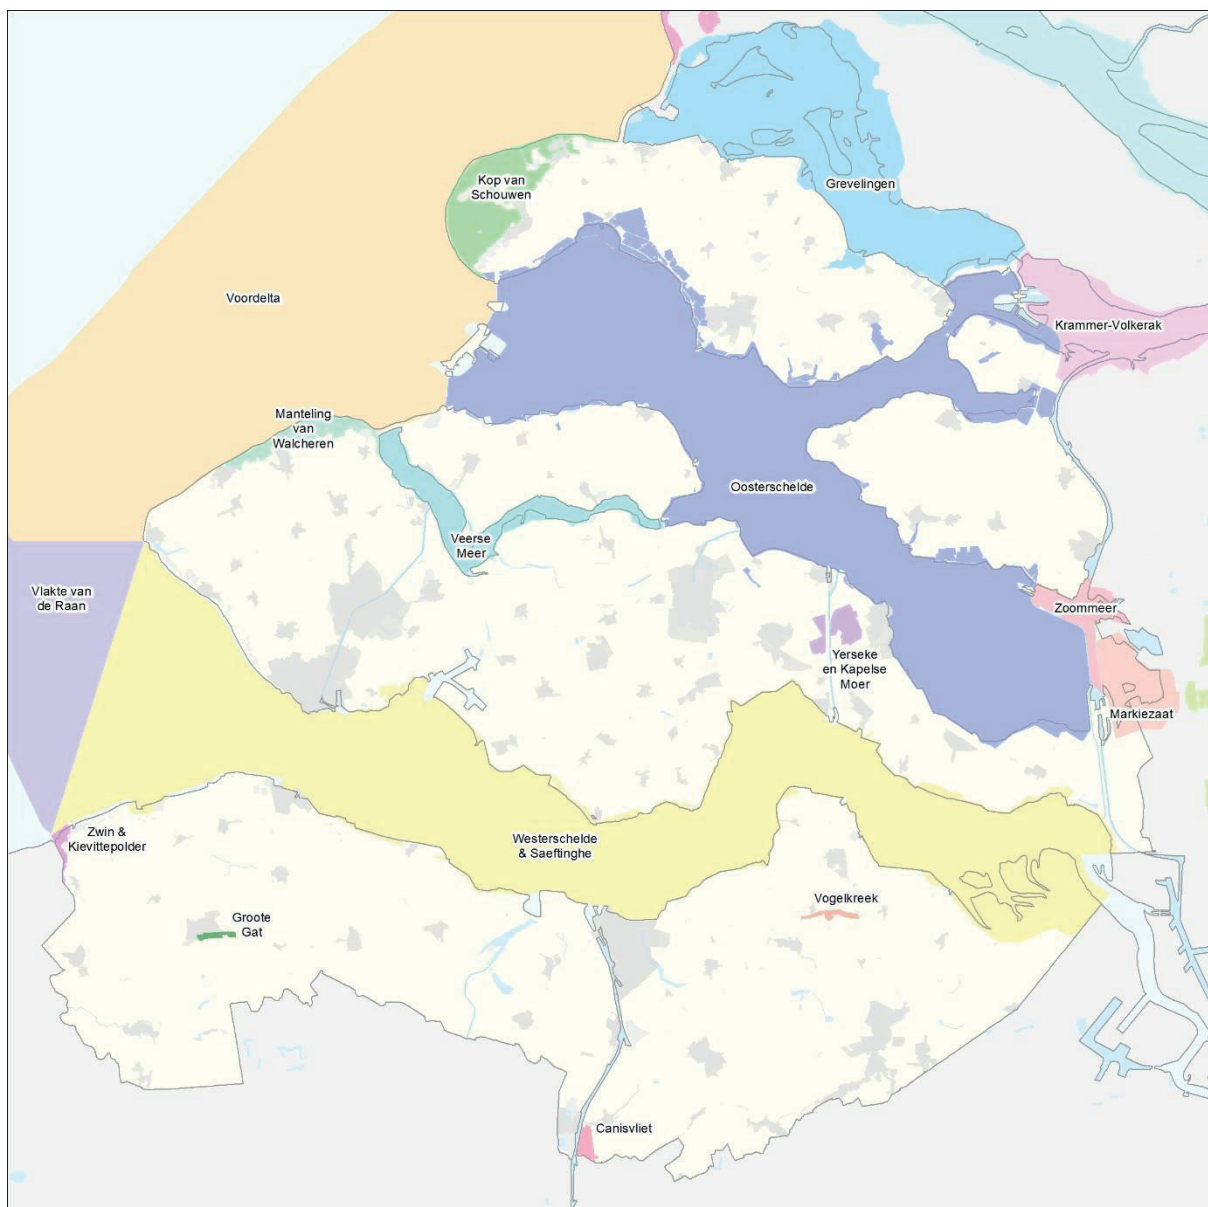 Kop van
Schouwen
Grevelingen
Voordelta
Krammer-Volkerak
Manteling
van
Walcheren
Oosterschelde
Veerse
Meer
Vlakte van
de Raan
Zoommeer
Yerseke
en Kapelse
Moer
Markiezaat
Zwin &
Kievittepolder
Westerschelde
& Saeftinghe
Vogelkreek
Groote
Gat
Canisvliet